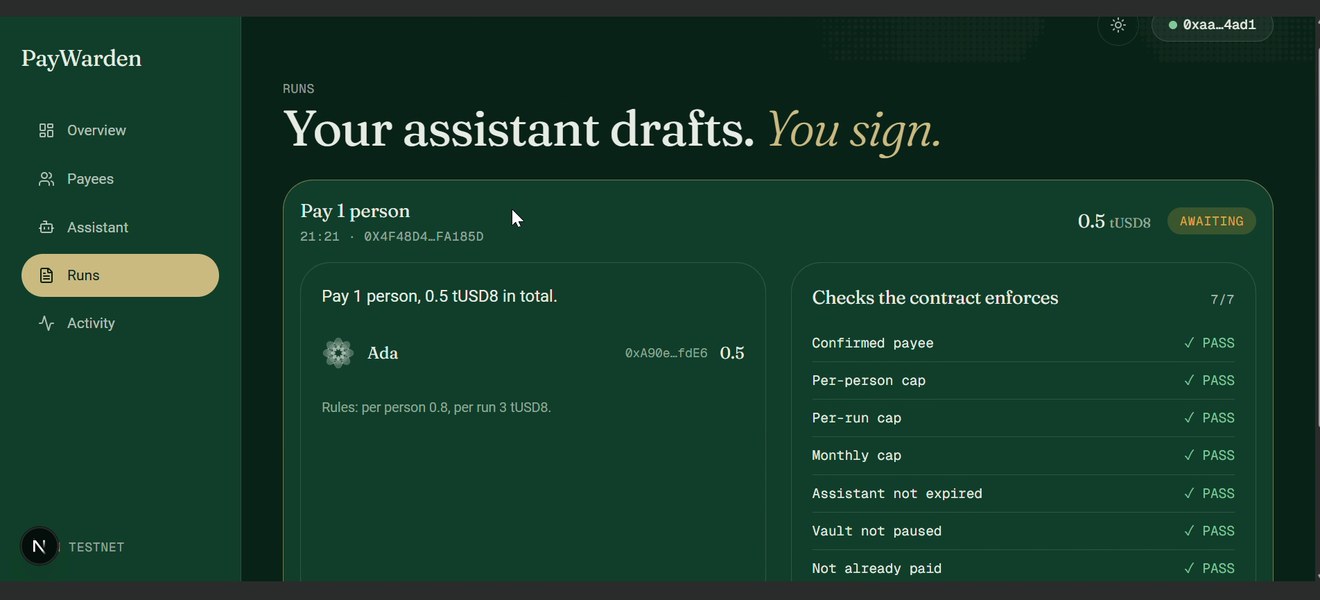 PayWarden
Overview
Payees
Assistant
Runs
Activity
N
TESTNET
0xaa…4ad1
RUNS
Your assistant drafts. You sign.
Pay 1 person
21:21 · 0X4F48D4…FA185D
0.5 tUSD8
AWAITING
Pay 1 person, 0.5 tUSD8 in total.
Ada
0xA90e…fdE6 0.5
Rules: per person 0.8, per run 3 tUSD8.
Checks the contract enforces
7/7
Confirmed payee ✓ PASS
Per-person cap ✓ PASS
Per-run cap ✓ PASS
Monthly cap ✓ PASS
Assistant not expired ✓ PASS
Vault not paused ✓ PASS
Not already paid ✓ PASS